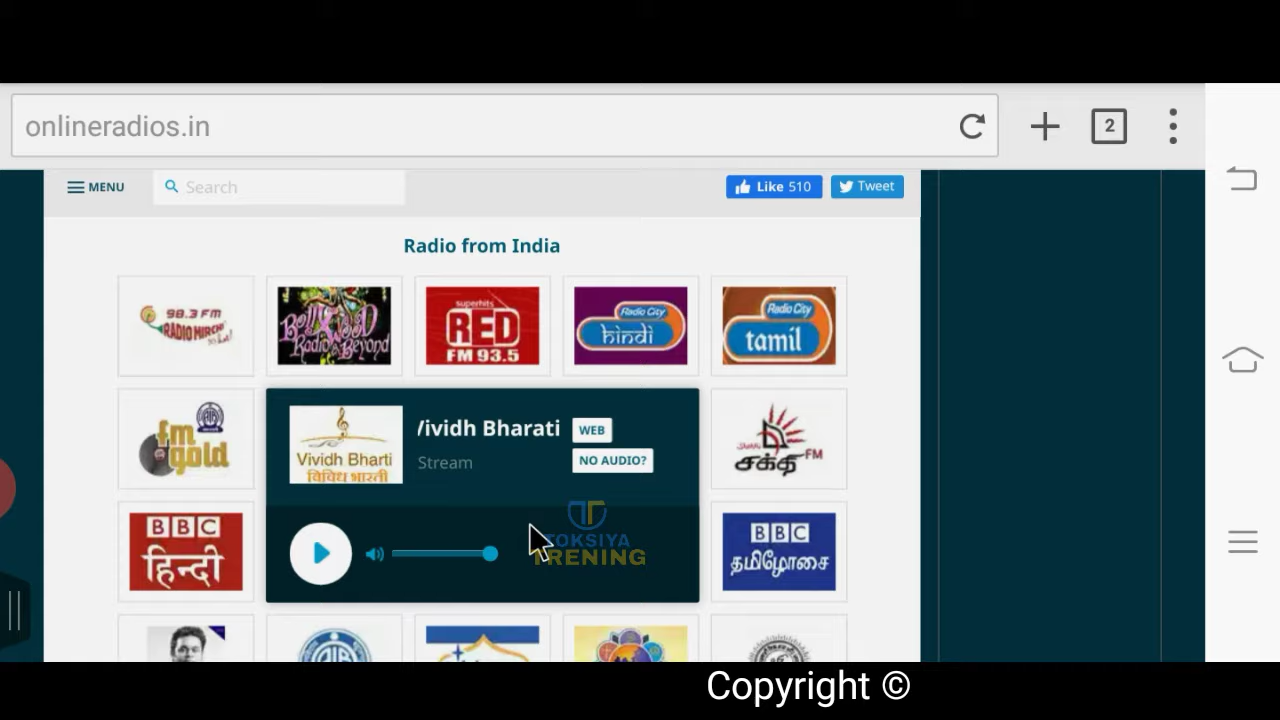 onlineradios.in
2
MENU
Search
Like 510
Tweet
Radio from India
98.3 FM
RADIO MIRCHI
BOLLYWOOD
Radio & Beyond
superhits
RED
FM 93.5
Radio City
hindi
Radio City
tamil
fm
gold
Vividh Bharti
विविध भारती
/ividh Bharati
WEB
Stream
NO AUDIO?
சக்தி FM
BBC
हिन्दी
TOKSIYA
TRENING
BBC
தமிழோசை
AIR
Copyright ©